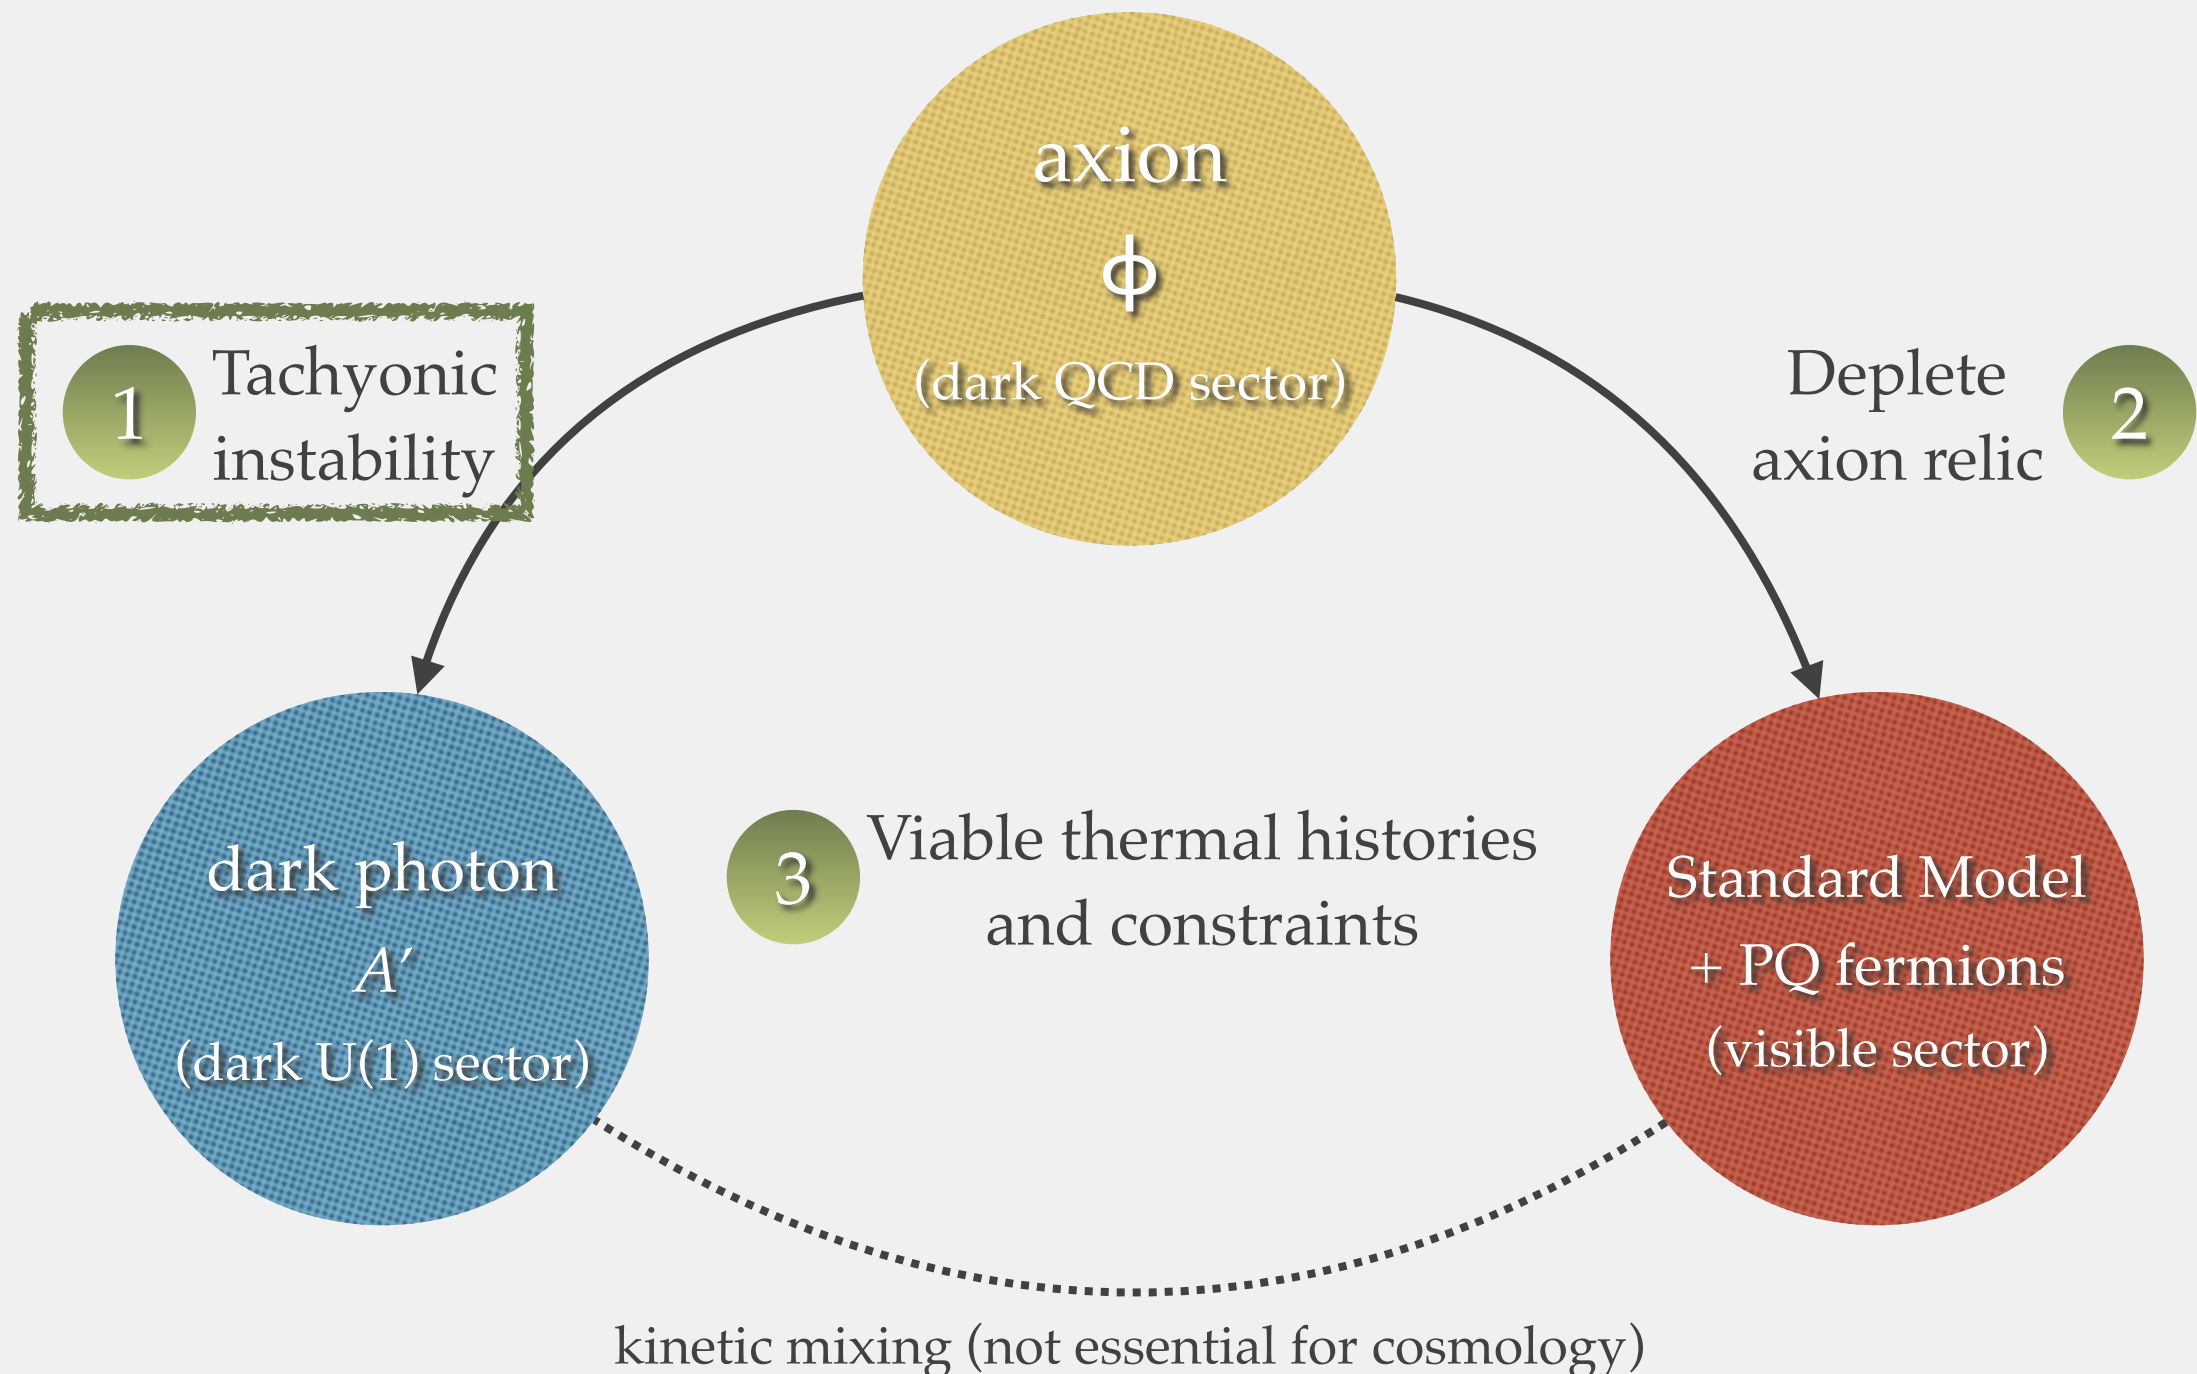 axion
ϕ
(dark QCD sector)
1
Tachyonic
instability
Deplete
axion relic
2
dark photon
A′
(dark U(1) sector)
3
Viable thermal histories
and constraints
Standard Model
+ PQ fermions
(visible sector)
kinetic mixing (not essential for cosmology)